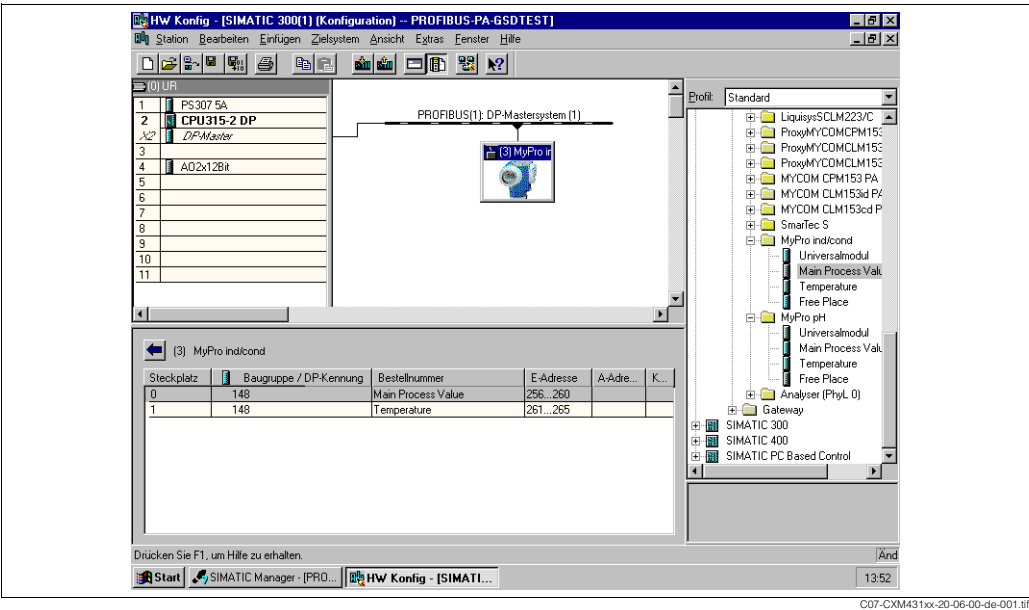 HW Konfig - [SIMATIC 300(1) (Konfiguration) -- PROFIBUS-PA-GSDTEST]
Station Bearbeiten Einfügen Zielsystem Ansicht Extras Fenster Hilfe
(0) UR
1 PS307 5A
2 CPU315-2 DP
X2 DP-Master
3
4 AO2x12Bit
5
6
7
8
9
10
11
PROFIBUS(1): DP-Mastersystem (1)
(3) MyPro in
Profil: Standard
LiquisysSCLM223/C
ProxyMYCOMCPM153
ProxyMYCOMCLM153
ProxyMYCOMCLM153
MYCOM CPM153 PA
MYCOM CLM153id PA
MYCOM CLM153cd P
SmarTec S
MyPro ind/cond
Universalmodul
Main Process Valu
Temperature
Free Place
MyPro pH
Universalmodul
Main Process Valu
Temperature
Free Place
Analyser (PhyL 0)
Gateway
SIMATIC 300
SIMATIC 400
SIMATIC PC Based Control
(3) MyPro ind/cond
Steckplatz Baugruppe / DP-Kennung Bestellnummer E-Adresse A-Adre... K...
0 148 Main Process Value 256...260
1 148 Temperature 261...265
Drücken Sie F1, um Hilfe zu erhalten. Änd
Start SIMATIC Manager - [PRO... HW Konfig - [SIMATI... 13:52
C07-CXM431xx-20-06-00-de-001.tif